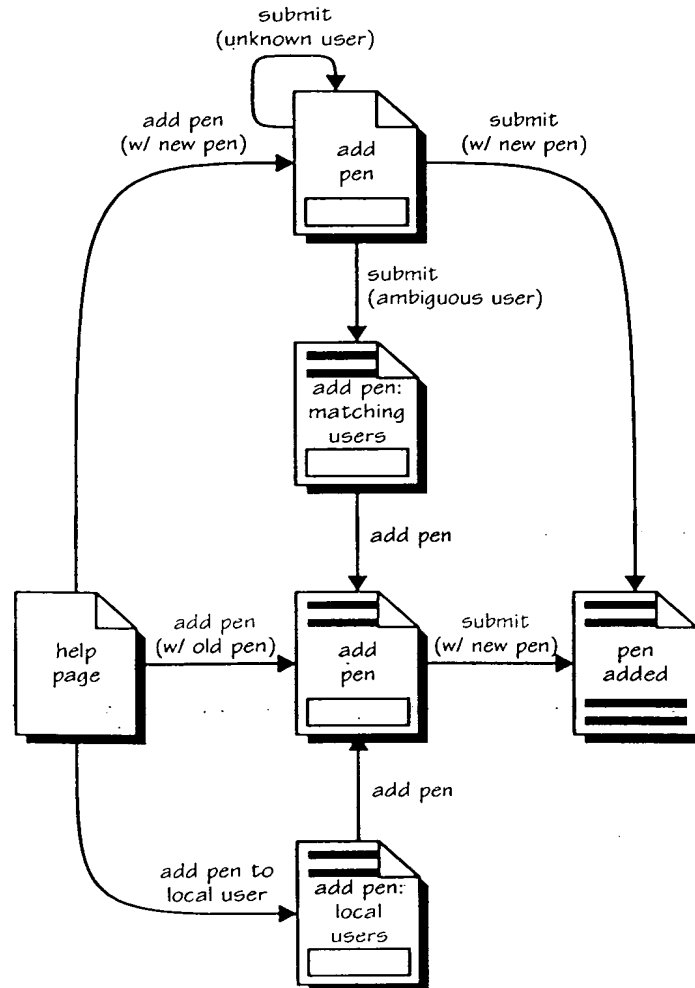 submit
(unknown user)
add pen
(w/ new pen)
submit
(w/ new pen)
add
pen
submit
(ambiguous user)
add pen:
matching
users
add pen
help
page
add pen
(w/ old pen)
add
pen
submit
(w/ new pen)
pen
added
add pen
add pen to
local user
add pen:
local
users